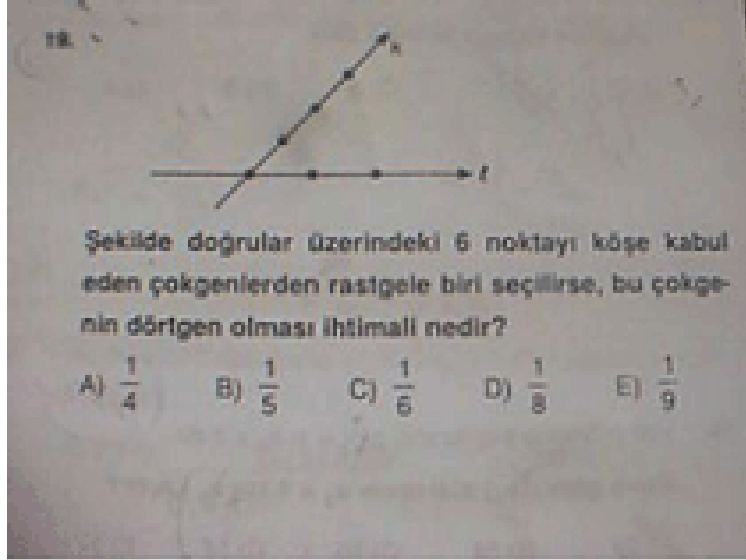 19.
k
ℓ
Şekilde doğrular üzerindeki 6 noktayı köşe kabul
eden çokgenlerden rastgele biri seçilirse, bu çokge-
nin dörtgen olması ihtimali nedir?
A) 1/4 B) 1/5 C) 1/6 D) 1/8 E) 1/9